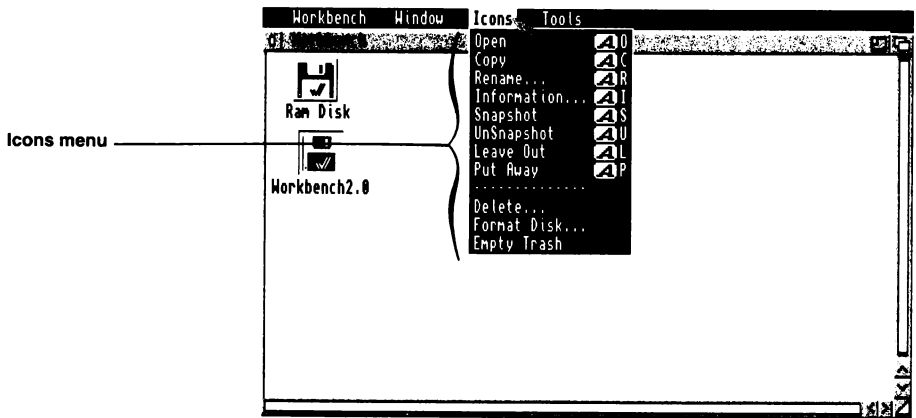 Workbench Window Icons Tools
Open A O
Copy A C
Rename... A R
Information... A I
Snapshot A S
UnSnapshot A U
Leave Out A L
Put Away A P
--------------
Delete...
Format Disk...
Empty Trash
Ram Disk
Icons menu
Workbench2.0